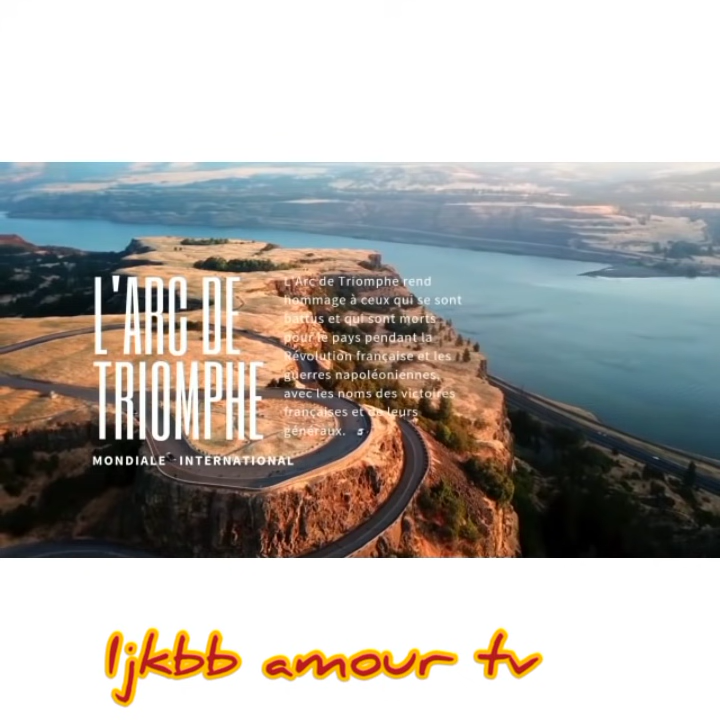 L'ARC DE
TRIOMPHE
MONDIALE INTERNATIONAL
L'Arc de Triomphe rend
hommage à ceux qui se sont
battus et qui sont morts
pour le pays pendant la
Révolution française et les
guerres napoléoniennes,
avec les noms des victoires
françaises et de leurs
généraux.
ljkbb amour tv